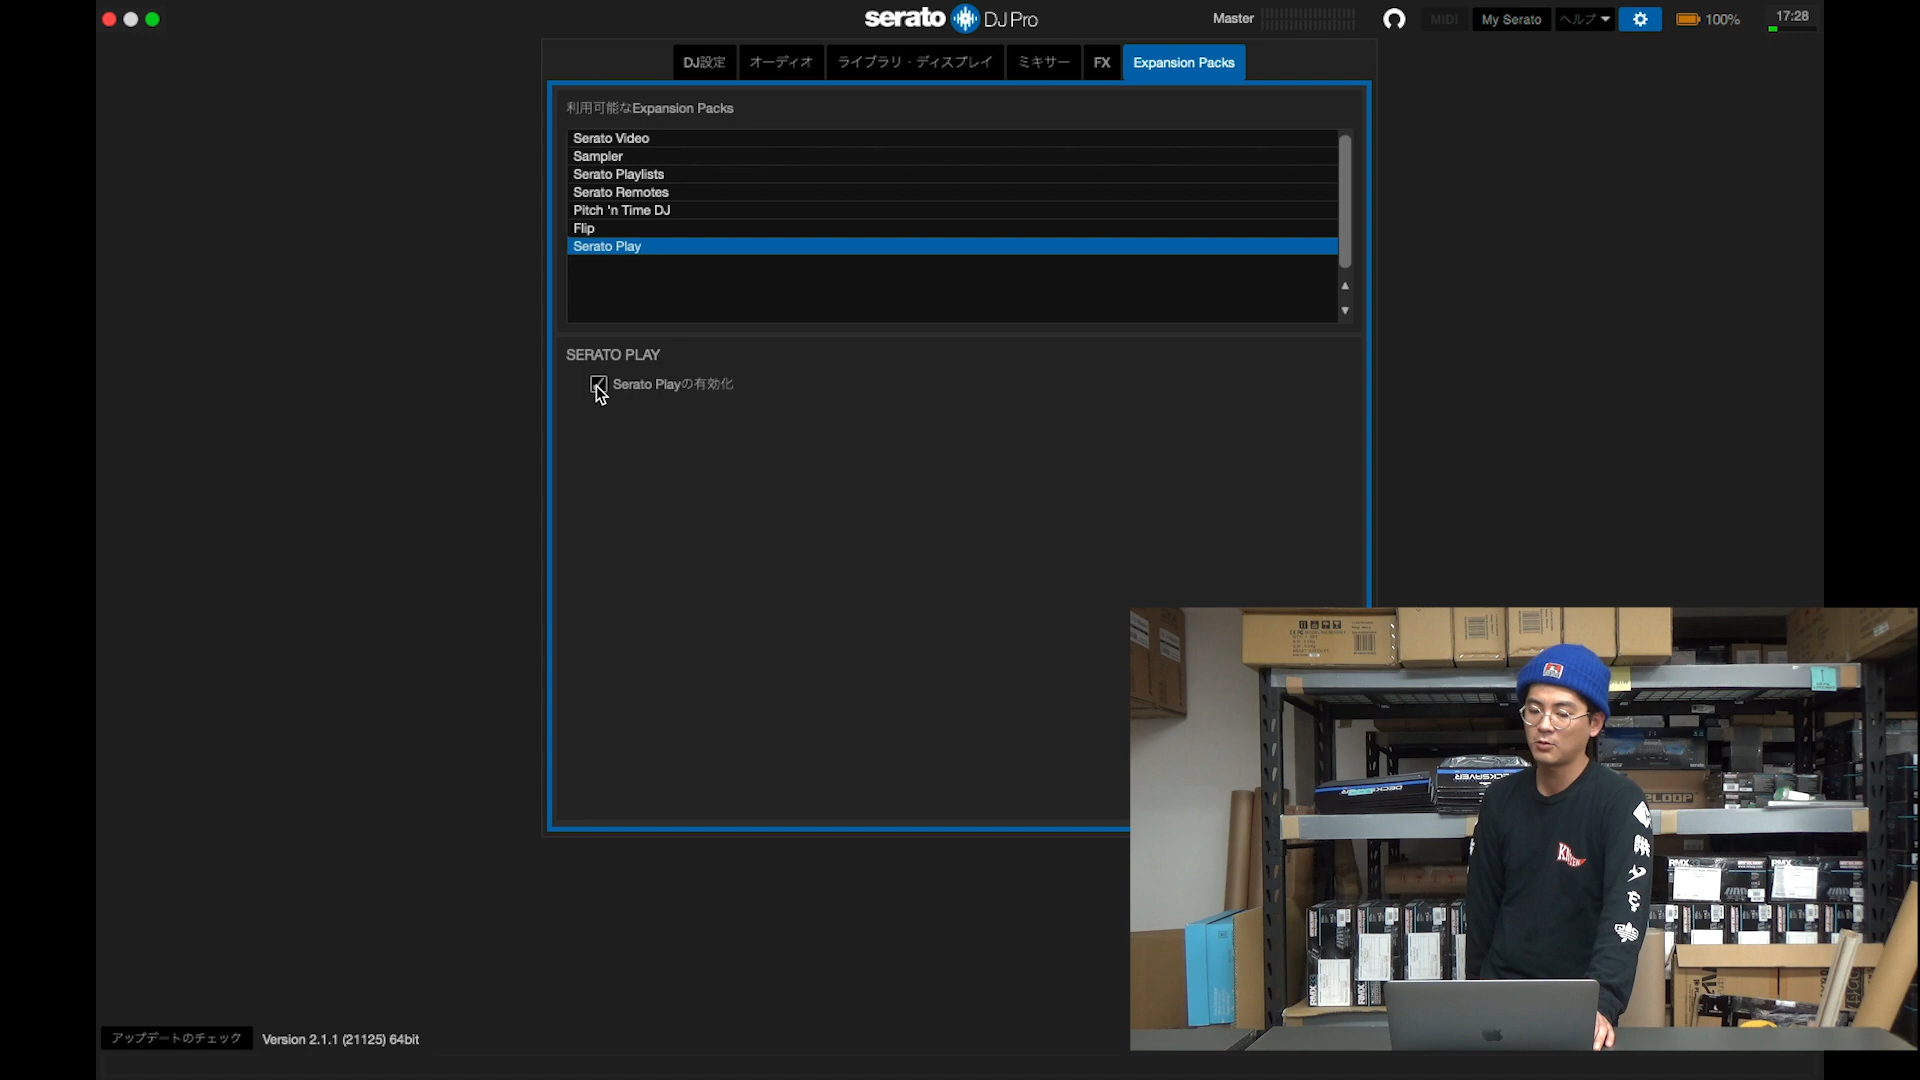 serato DJ Pro
Master
MIDI
My Serato
ヘルプ
100%
17:28
DJ設定
オーディオ
ライブラリ・ディスプレイ
ミキサー
FX
Expansion Packs
利用可能なExpansion Packs
Serato Video
Sampler
Serato Playlists
Serato Remotes
Pitch 'n Time DJ
Flip
Serato Play
SERATO PLAY
Serato Playの有効化
DECKSAVER
DECKSAVER
PLOOP
RMX
RMX
アップデートのチェック
Version 2.1.1 (21125) 64bit